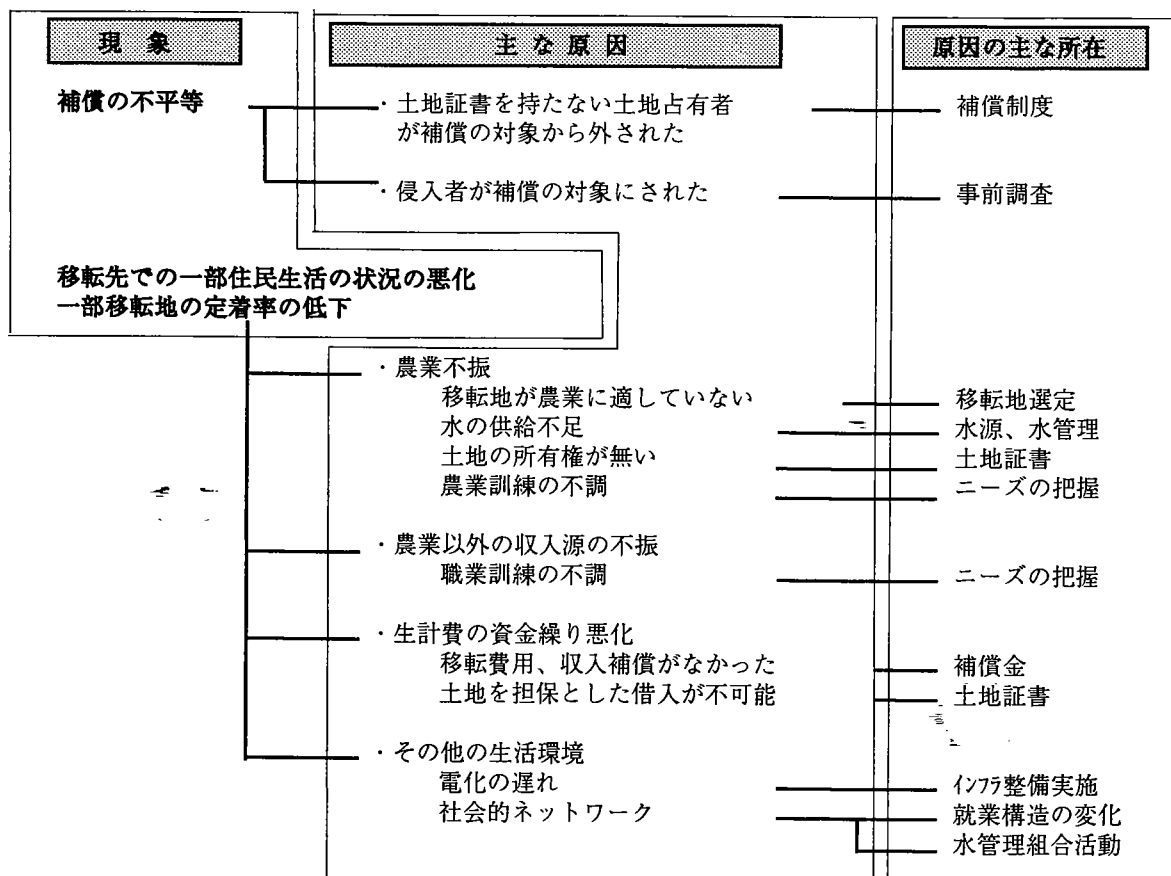 現 象
主 な 原 因
原因の主な所在
補償の不平等
・土地証書を持たない土地占有者
が補償の対象から外された
補償制度
・侵入者が補償の対象にされた
事前調査
移転先での一部住民生活の状況の悪化
一部移転地の定着率の低下
・農業不振
移転地が農業に適していない
移転地選定
水の供給不足
水源、水管理
土地の所有権が無い
土地証書
農業訓練の不調
ニーズの把握
・農業以外の収入源の不振
職業訓練の不調
ニーズの把握
・生計費の資金繰り悪化
移転費用、収入補償がなかった
補償金
土地を担保とした借入が不可能
土地証書
・その他の生活環境
電化の遅れ
インフラ整備実施
社会的ネットワーク
就業構造の変化
水管理組合活動